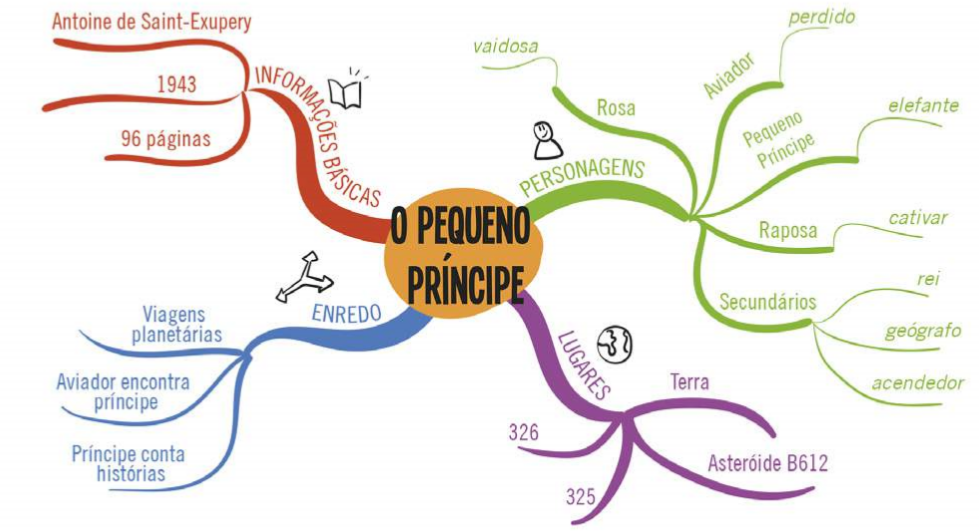 O PEQUENO
PRÍNCIPE
INFORMAÇÕES BÁSICAS
Antoine de Saint-Exupery
1943
96 páginas
PERSONAGENS
Rosa
vaidosa
Aviador
perdido
Pequeno
Príncipe
elefante
Raposa
cativar
Secundários
rei
geógrafo
acendedor
LUGARES
Terra
Asteróide B612
325
326
ENREDO
Viagens
planetárias
Aviador encontra
príncipe
Príncipe conta
histórias